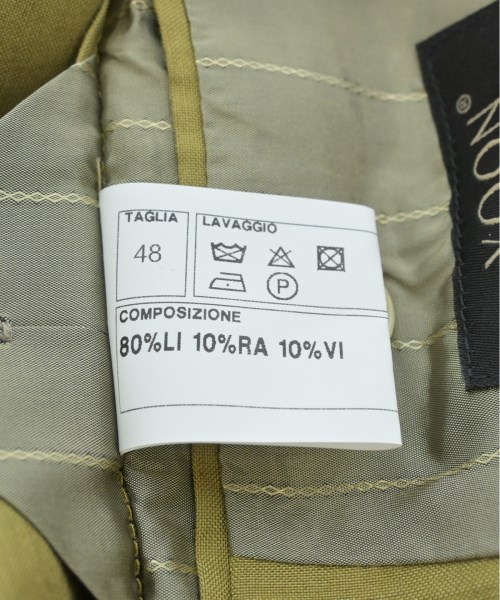 TAGLIA
48
LAVAGGIO
P
COMPOSIZIONE
80%LI 10%RA 10%VI
®